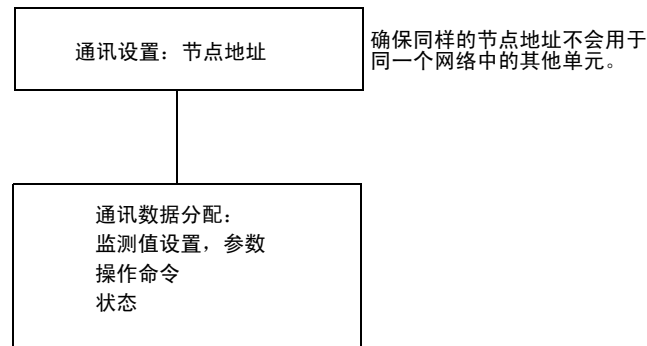 通讯设置：节点地址
确保同样的节点地址不会用于
同一个网络中的其他单元。
通讯数据分配：
监测值设置，参数
操作命令
状态